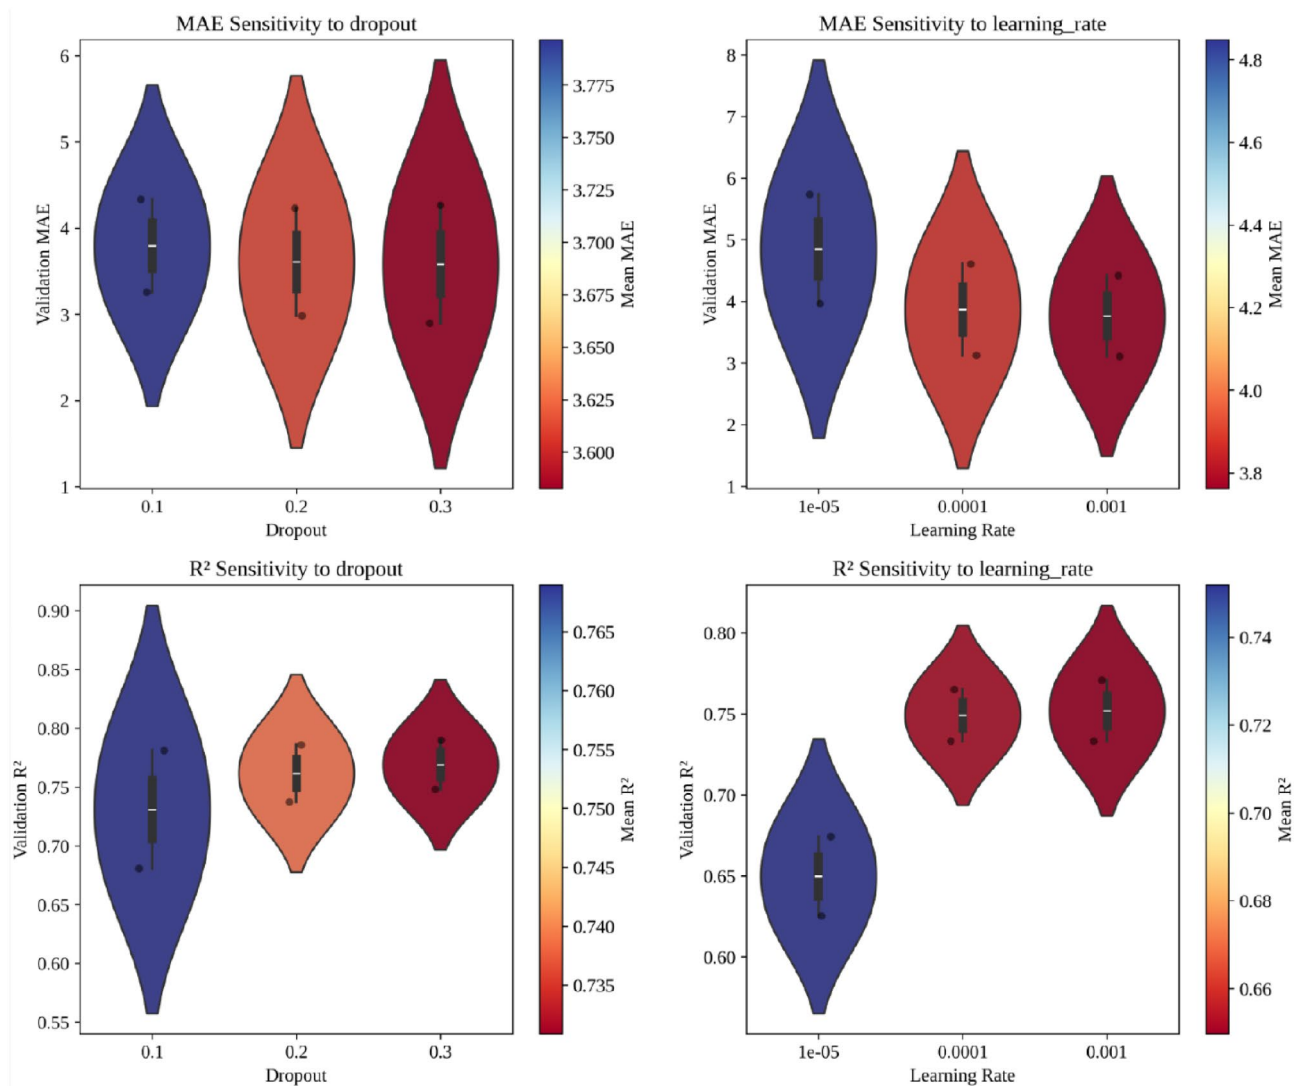 MAE Sensitivity to dropout
6
5
4
3
2
1
Validation MAE
0.1 0.2 0.3
Dropout
3.775
3.750
3.725
3.700
3.675
3.650
3.625
3.600
Mean MAE
MAE Sensitivity to learning_rate
8
7
6
5
4
3
2
1
Validation MAE
1e-05 0.0001 0.001
Learning Rate
4.8
4.6
4.4
4.2
4.0
3.8
Mean MAE
R² Sensitivity to dropout
0.90
0.85
0.80
0.75
0.70
0.65
0.60
0.55
Validation R²
0.1 0.2 0.3
Dropout
0.765
0.760
0.755
0.750
0.745
0.740
0.735
Mean R²
R² Sensitivity to learning_rate
0.80
0.75
0.70
0.65
0.60
Validation R²
1e-05 0.0001 0.001
Learning Rate
0.74
0.72
0.70
0.68
0.66
Mean R²